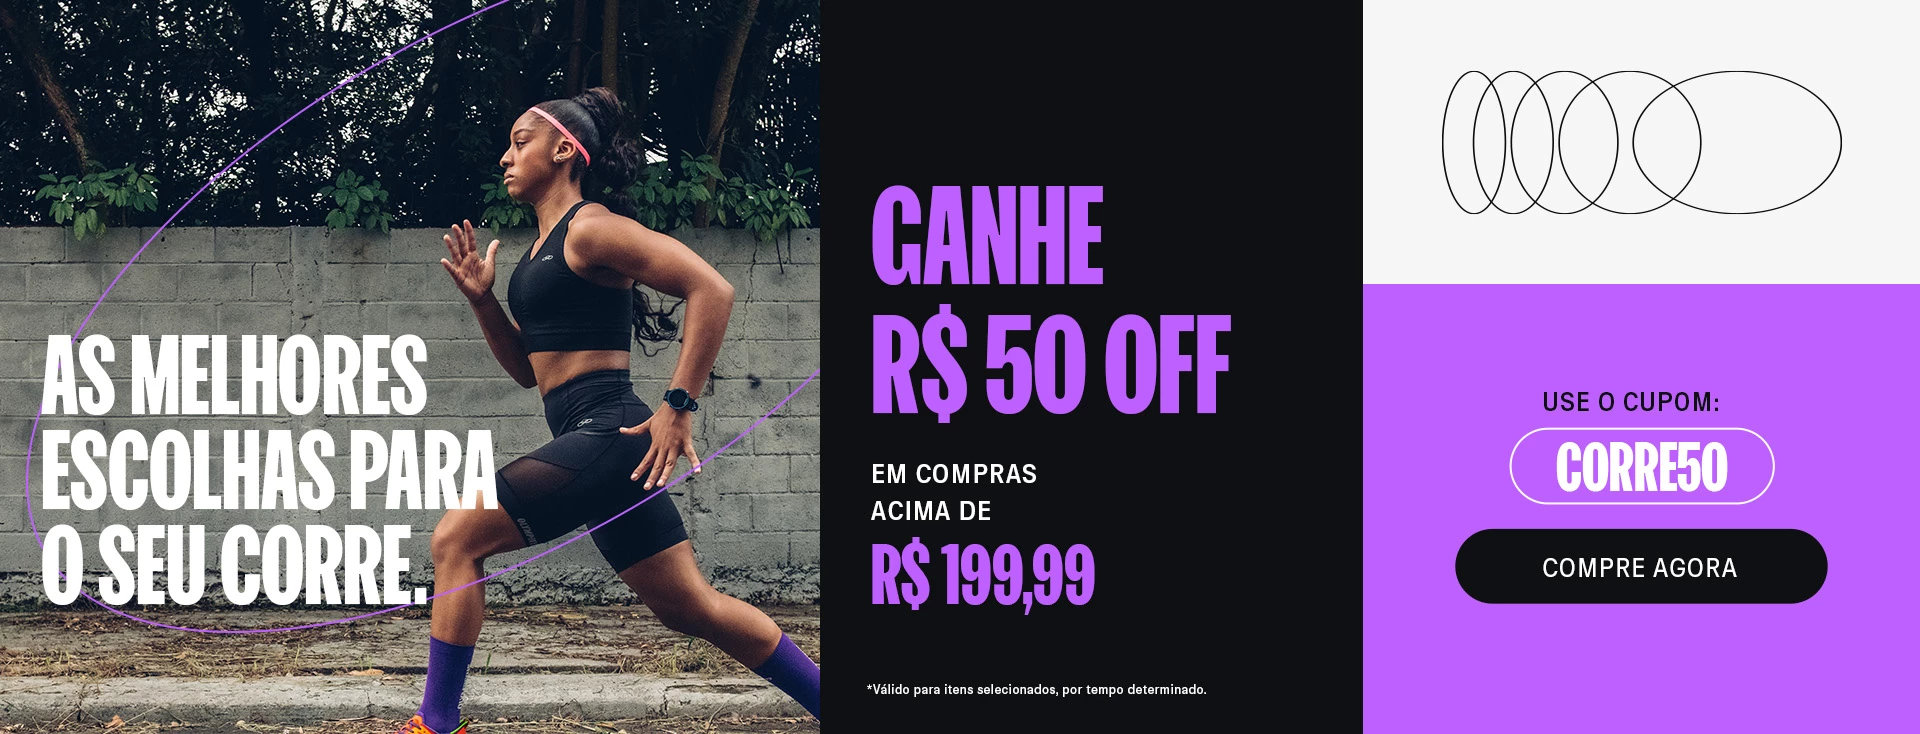 AS MELHORES
ESCOLHAS PARA
O SEU CORRE.
GANHE
R$ 50 OFF
EM COMPRAS
ACIMA DE
R$ 199,99
*Válido para itens selecionados, por tempo determinado.
USE O CUPOM:
CORRE50
COMPRE AGORA